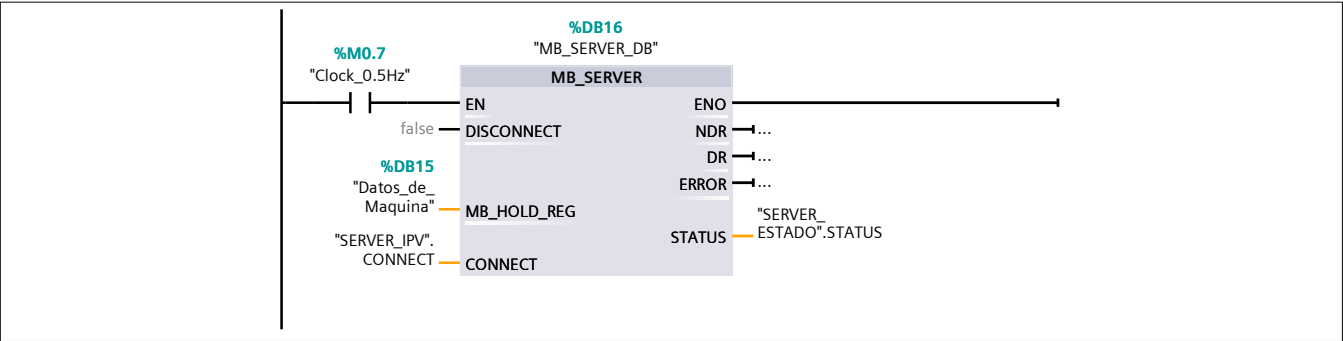 %DB16
"MB_SERVER_DB"
%M0.7
"Clock_0.5Hz"
MB_SERVER
EN
ENO
false
DISCONNECT
NDR
...
DR
...
ERROR
...
%DB15
"Datos_de_
Maquina"
MB_HOLD_REG
"SERVER_
ESTADO".STATUS
STATUS
"SERVER_IPV".
CONNECT
CONNECT